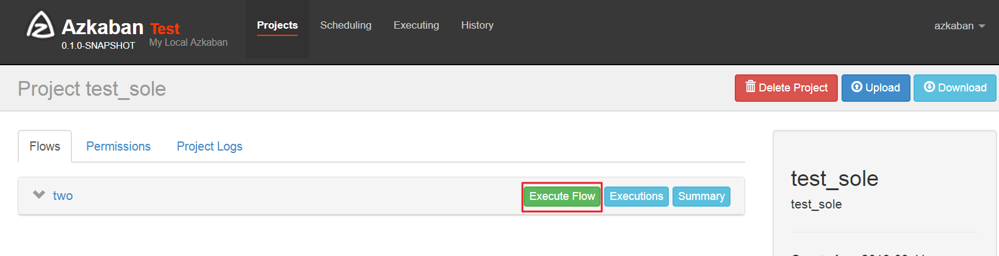 Azkaban Test
0.1.0-SNAPSHOT My Local Azkaban
Projects Scheduling Executing History
azkaban
Project test_sole
Delete Project Upload Download
Flows Permissions Project Logs
two Execute Flow Executions Summary
test_sole
test_sole